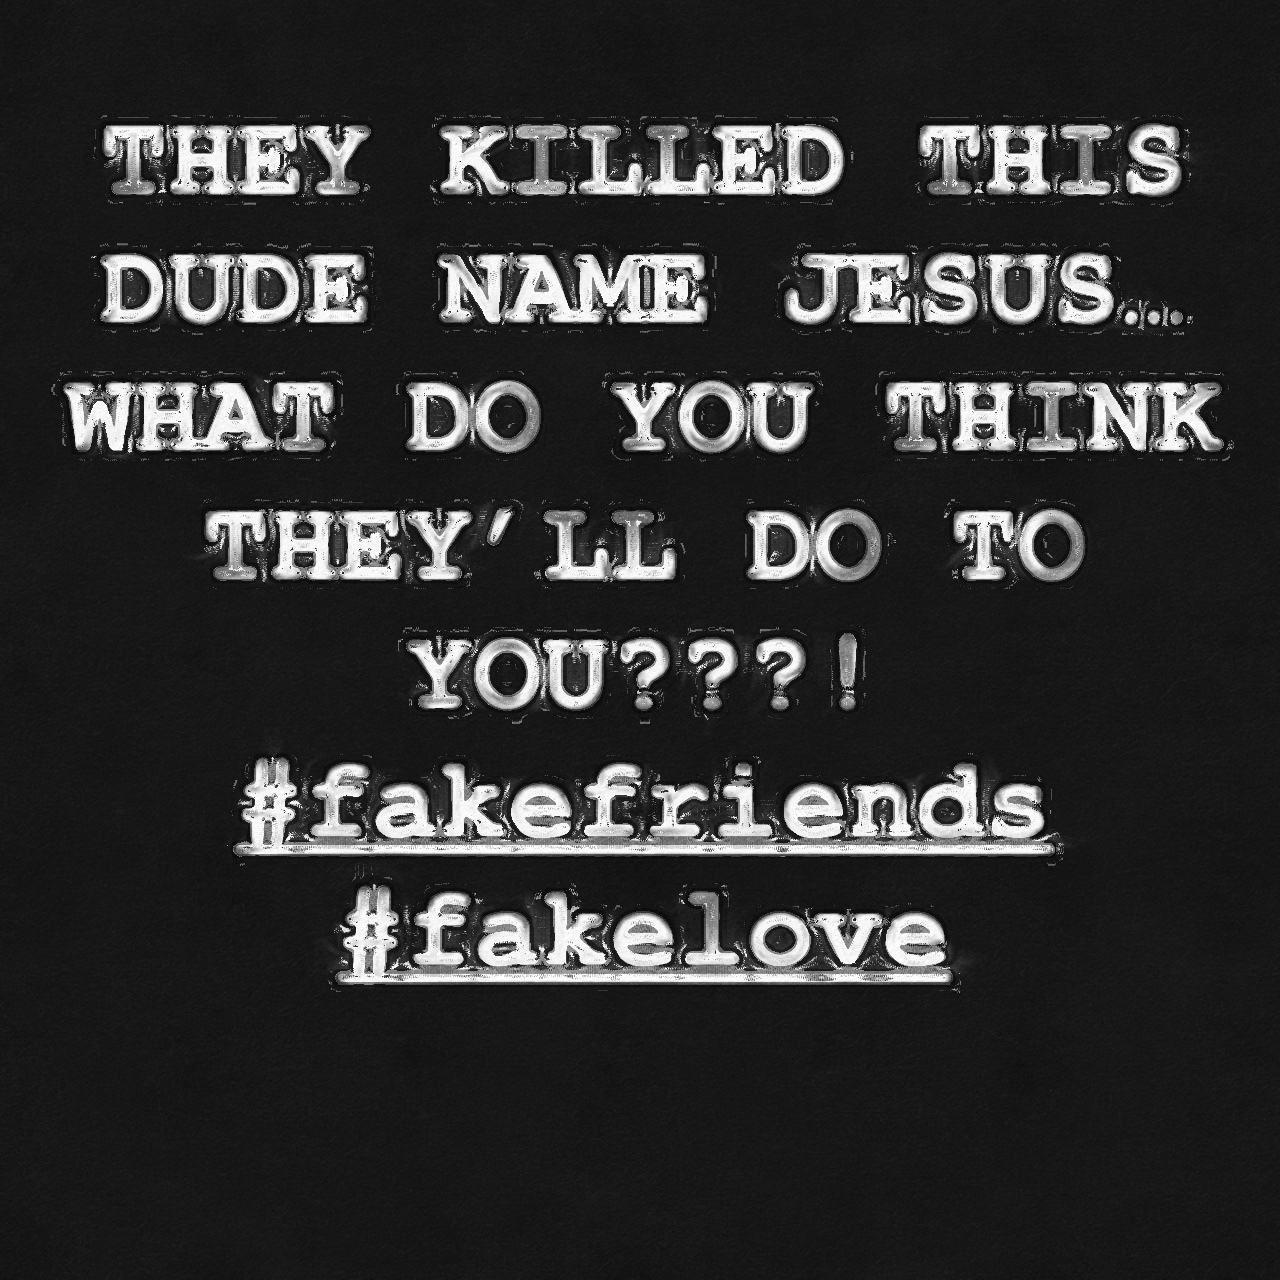 THEY KILLED THIS
DUDE NAME JESUS...
WHAT DO YOU THINK
THEY'LL DO TO
YOU???!
#fakefriends
#fakelove